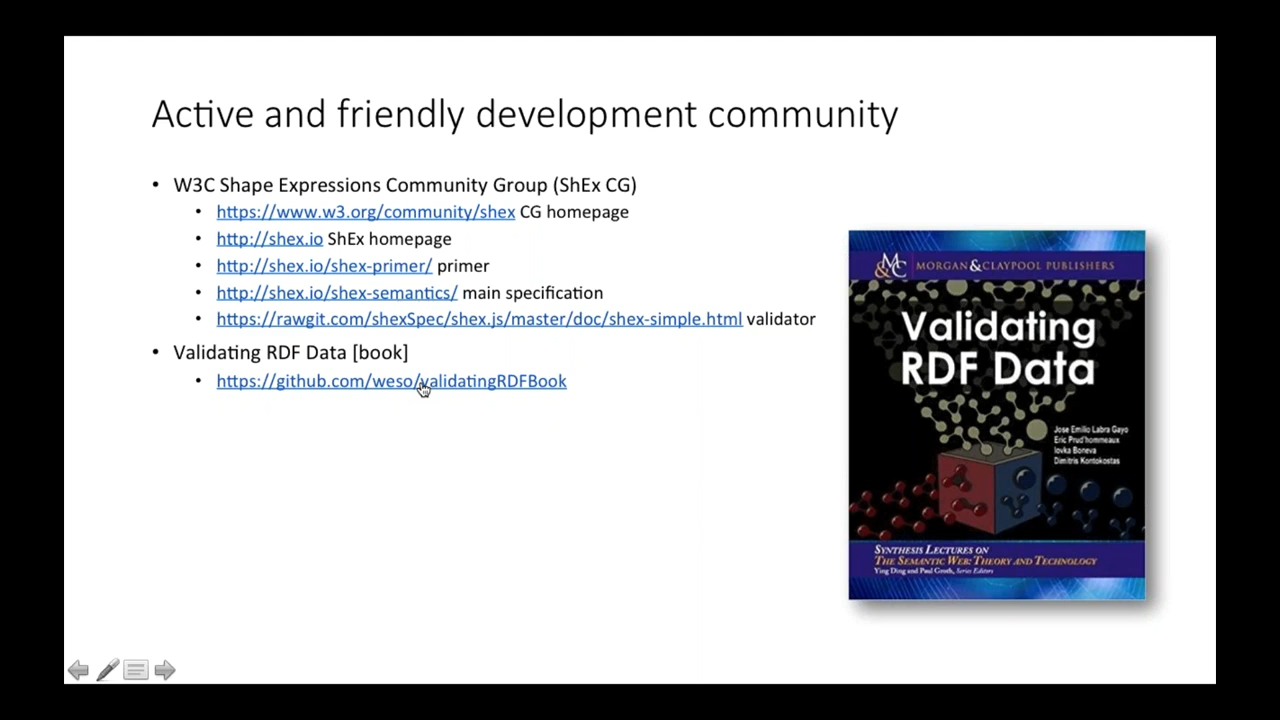 Active and friendly development community
• W3C Shape Expressions Community Group (ShEx CG)
• https://www.w3.org/community/shex CG homepage
• http://shex.io ShEx homepage
• http://shex.io/shex-primer/ primer
• http://shex.io/shex-semantics/ main specification
• https://rawgit.com/shexSpec/shex.js/master/doc/shex-simple.html validator
• Validating RDF Data [book]
• https://github.com/weso/validatingRDFBook
M&C MORGAN&CLAYPOOL PUBLISHERS
Validating
RDF Data
Jose Emilio Labra Gayo
Eric Prud'hommeaux
Iovka Boneva
Dimitris Kontokostas
SYNTHESIS LECTURES ON
THE SEMANTIC WEB: THEORY AND TECHNOLOGY
Ying Ding and Paul Groth, Series Editors